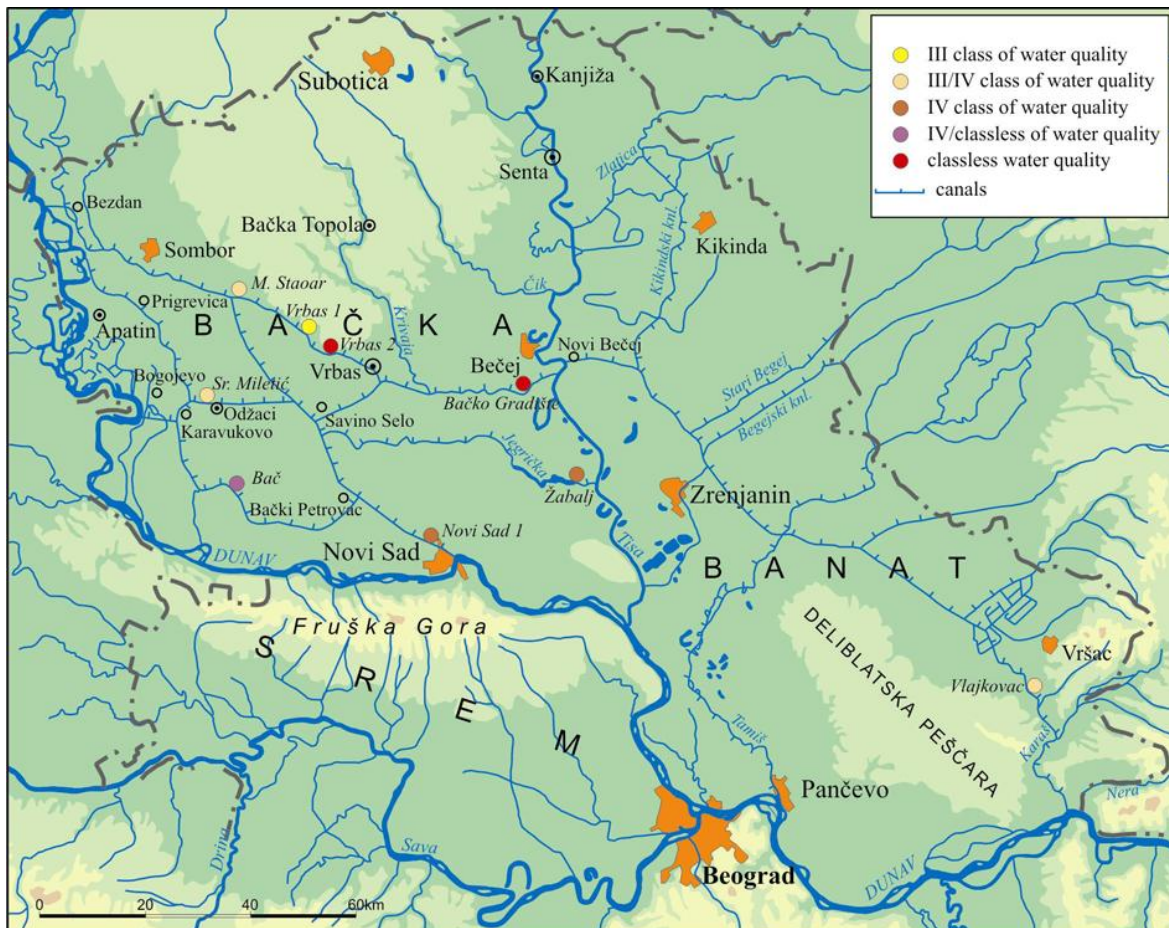 III class of water quality
III/IV class of water quality
IV class of water quality
IV/classless of water quality
classless water quality
canals
Subotica
Kanjiža
Senta
Zlatica
Bezdan
Bačka Topola
Kikindski knl.
Kikinda
Sombor
M. Staoar
Čik
Prigrevica
Vrbas 1
Apatin
B A Č K A
Krivaja
Vrbas 2
Novi Bečej
Bečej
Vrbas
Bogojevo
Sr. Miletić
Stari Begej
Bačko Gradište
Begejski knl.
Odžaci
Karavukovo
Savino Selo
Jegrička
Bač
Žabalj
Zrenjanin
Bački Petrovac
Novi Sad 1
Novi Sad
DUNAV
Tisa
B A N A T
Fruška Gora
S R E M
DELIBLATSKA PEŠČARA
Vršac
Vlajkovac
Karaš
Tamiš
Pančevo
Nera
Drina
Sava
Beograd
DUNAV
0 20 40 60km